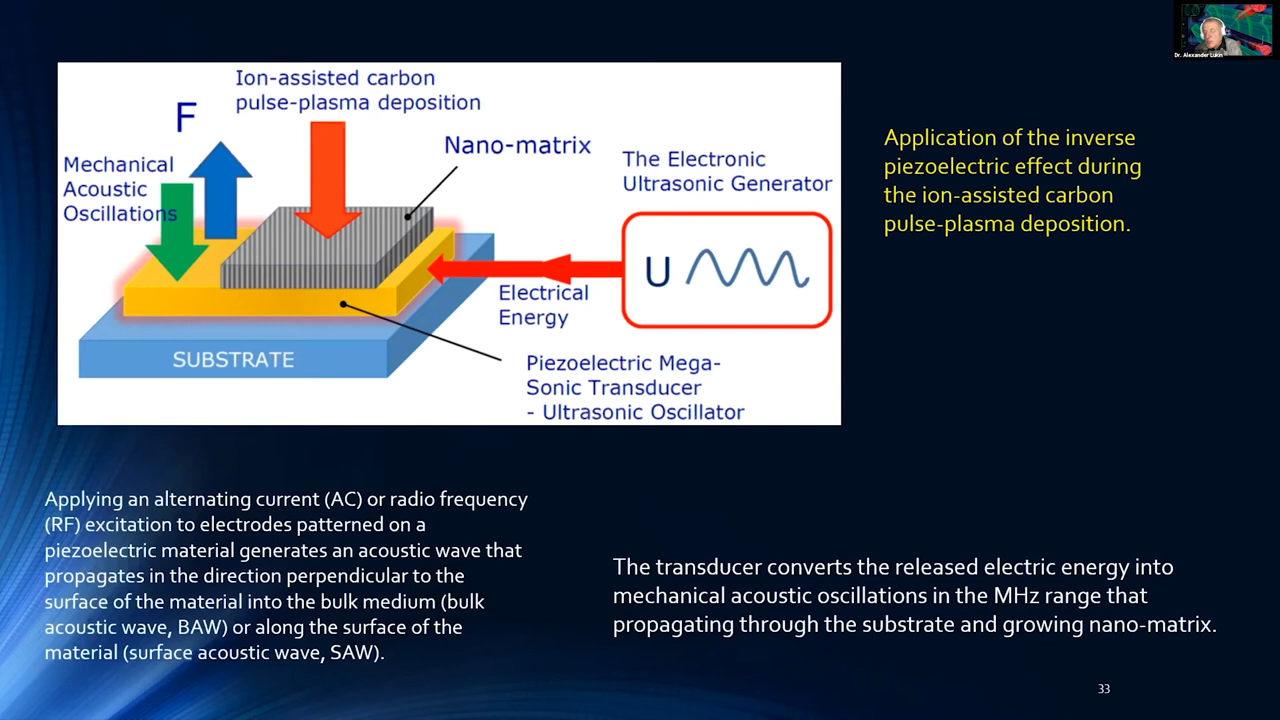 Dr. Alexander Lukin
Ion-assisted carbon
pulse-plasma deposition
F
Nano-matrix
Mechanical
Acoustic
Oscillations
The Electronic
Ultrasonic Generator
U
Electrical
Energy
SUBSTRATE
Piezoelectric Mega-
Sonic Transducer
- Ultrasonic Oscillator
Application of the inverse
piezoelectric effect during
the ion-assisted carbon
pulse-plasma deposition.
Applying an alternating current (AC) or radio frequency
(RF) excitation to electrodes patterned on a
piezoelectric material generates an acoustic wave that
propagates in the direction perpendicular to the
surface of the material into the bulk medium (bulk
acoustic wave, BAW) or along the surface of the
material (surface acoustic wave, SAW).
The transducer converts the released electric energy into
mechanical acoustic oscillations in the MHz range that
propagating through the substrate and growing nano-matrix.
33